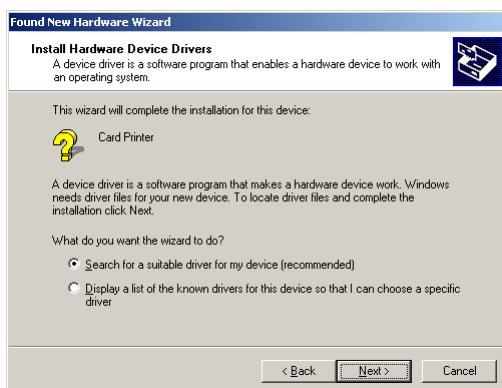 Found New Hardware Wizard
Install Hardware Device Drivers
A device driver is a software program that enables a hardware device to work with
an operating system.
This wizard will complete the installation for this device:
Card Printer
A device driver is a software program that makes a hardware device work. Windows
needs driver files for your new device. To locate driver files and complete the
installation click Next.
What do you want the wizard to do?
Search for a suitable driver for my device (recommended)
Display a list of the known drivers for this device so that I can choose a specific
driver
< Back
Next >
Cancel